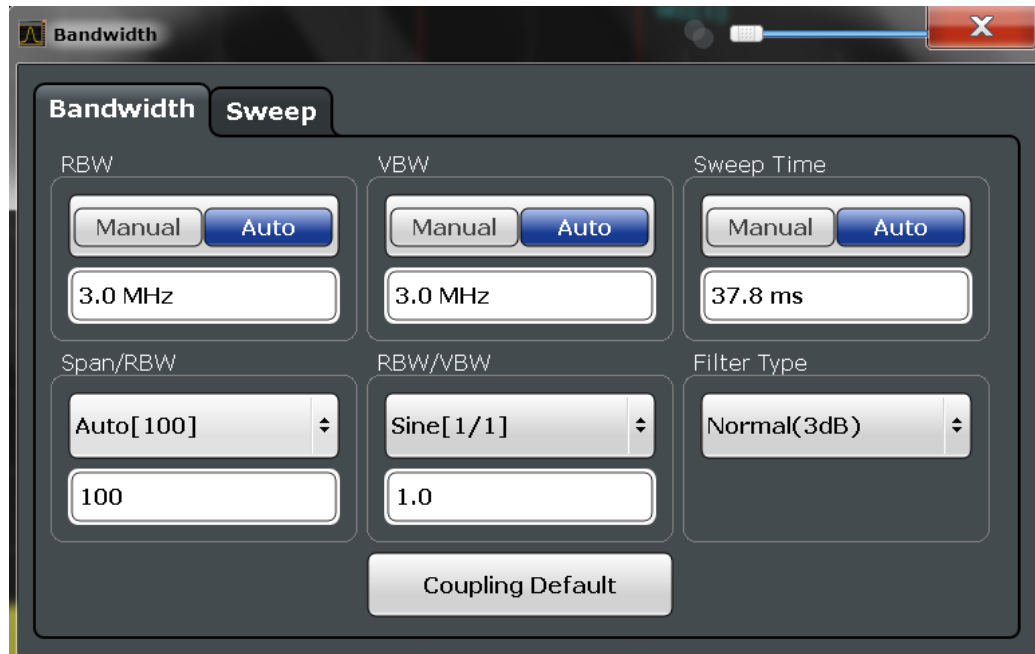 Bandwidth
X
Bandwidth Sweep
RBW VBW Sweep Time
Manual Auto Manual Auto Manual Auto
3.0 MHz 3.0 MHz 37.8 ms
Span/RBW RBW/VBW Filter Type
Auto[100] Sine[1/1] Normal(3dB)
100 1.0
Coupling Default